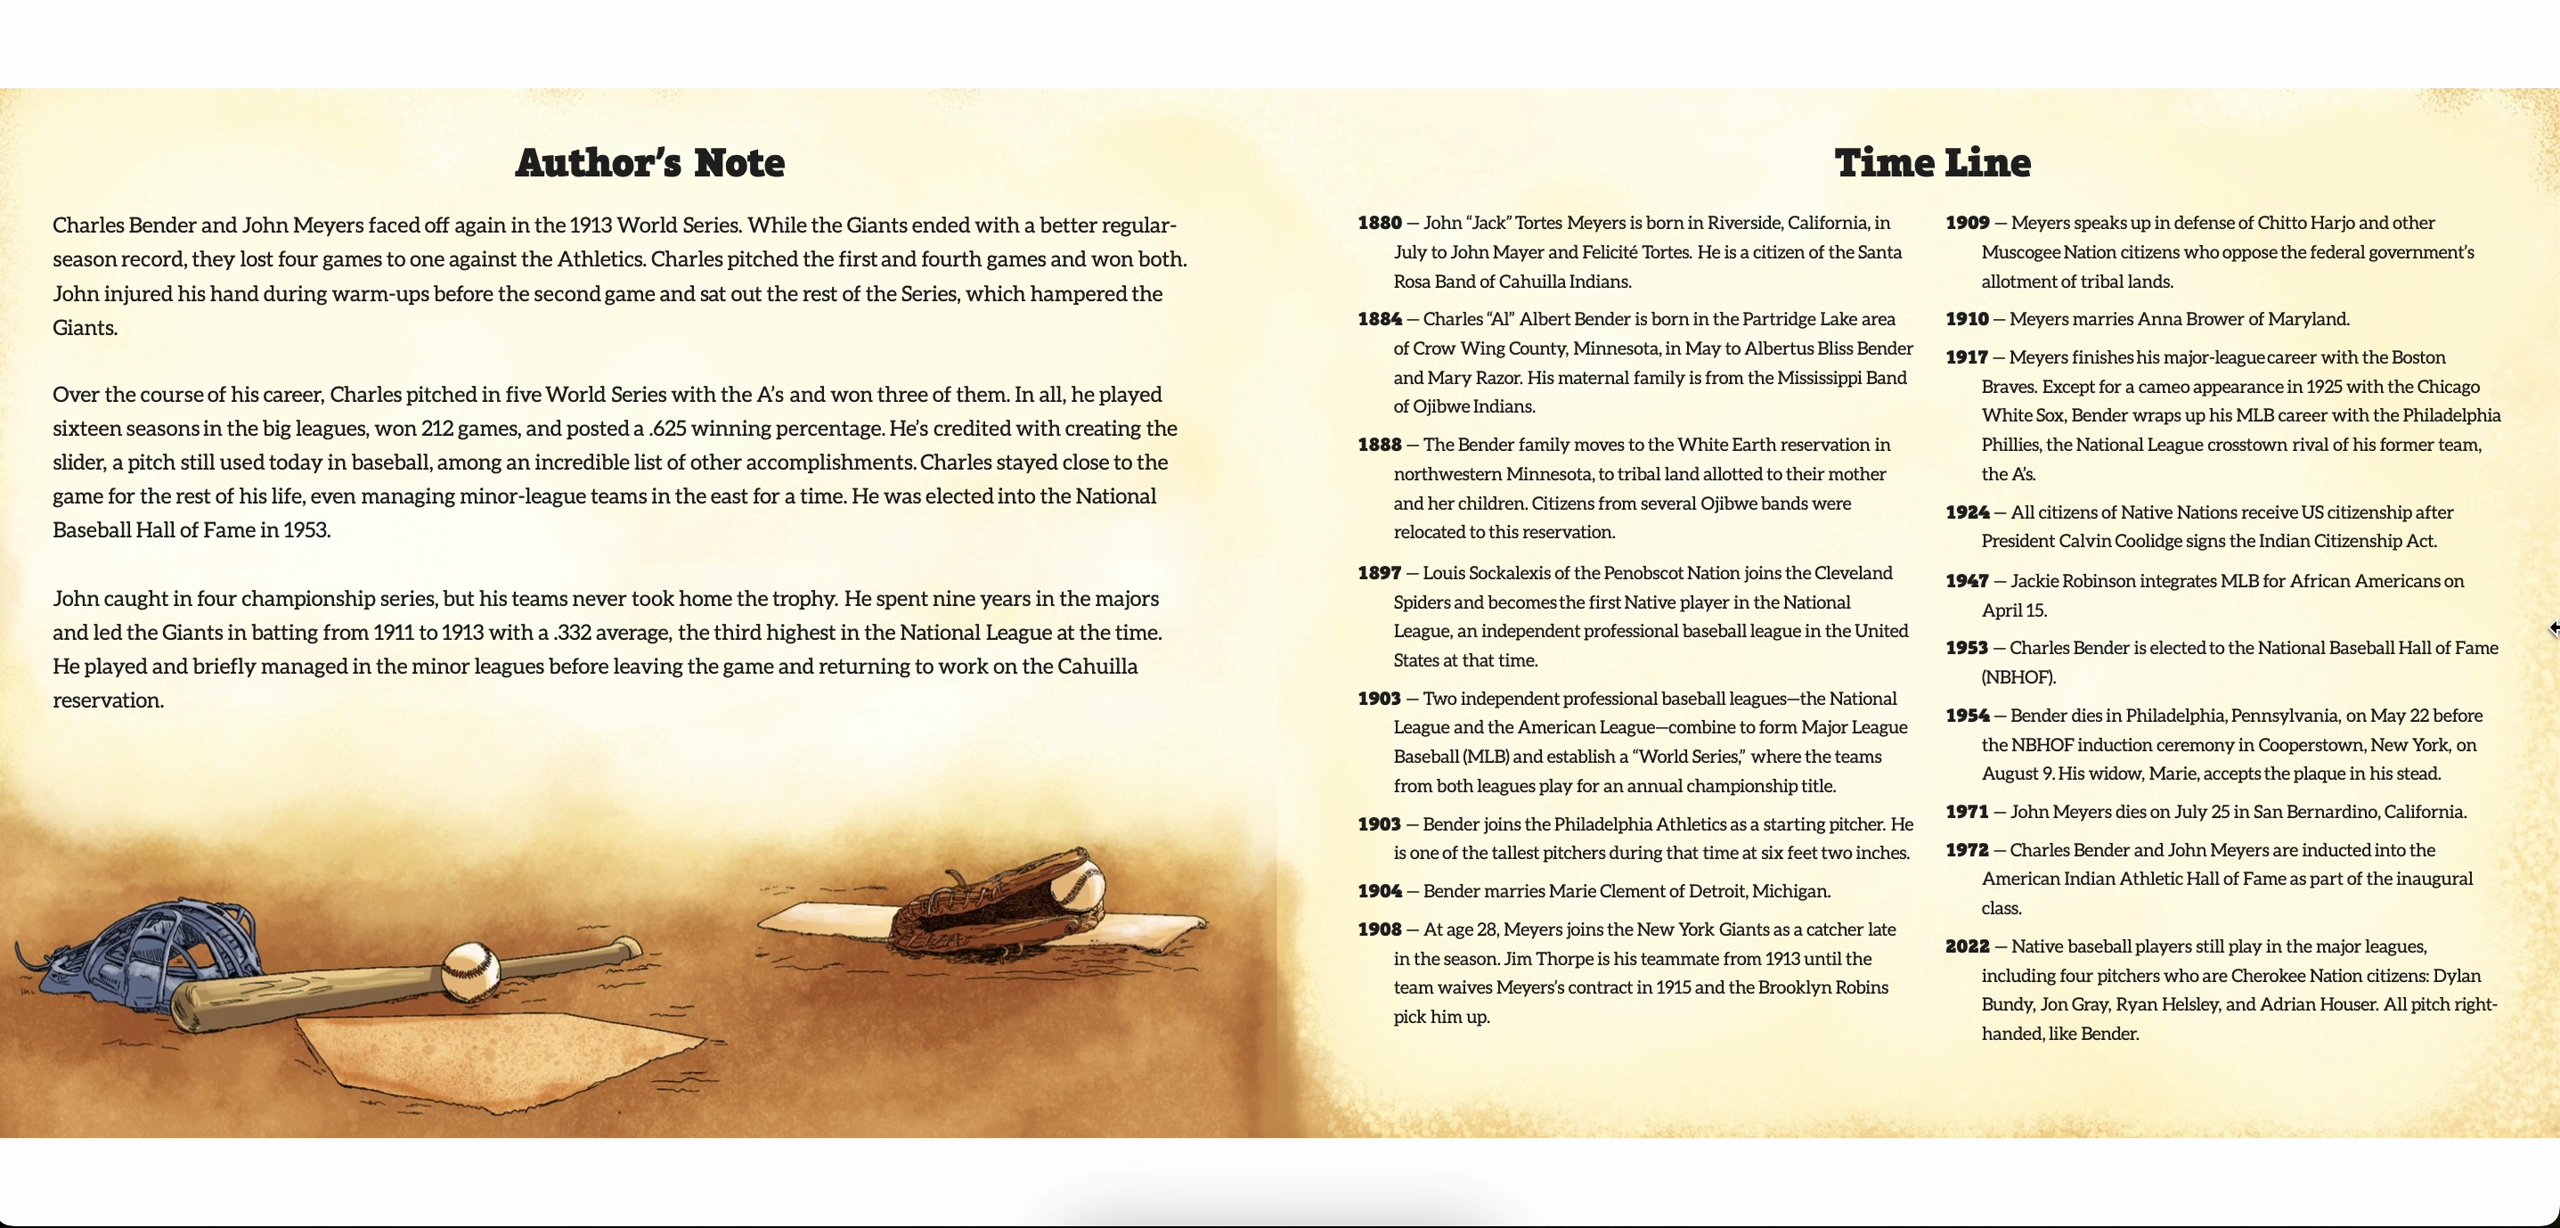 Author's Note
Charles Bender and John Meyers faced off again in the 1913 World Series. While the Giants ended with a better regular-
season record, they lost four games to one against the Athletics. Charles pitched the first and fourth games and won both.
John injured his hand during warm-ups before the second game and sat out the rest of the Series, which hampered the
Giants.
Over the course of his career, Charles pitched in five World Series with the A's and won three of them. In all, he played
sixteen seasons in the big leagues, won 212 games, and posted a .625 winning percentage. He's credited with creating the
slider, a pitch still used today in baseball, among an incredible list of other accomplishments. Charles stayed close to the
game for the rest of his life, even managing minor-league teams in the east for a time. He was elected into the National
Baseball Hall of Fame in 1953.
John caught in four championship series, but his teams never took home the trophy. He spent nine years in the majors
and led the Giants in batting from 1911 to 1913 with a .332 average, the third highest in the National League at the time.
He played and briefly managed in the minor leagues before leaving the game and returning to work on the Cahuilla
reservation.
Time Line
1880 — John “Jack” Tortes Meyers is born in Riverside, California, in
July to John Mayer and Felicité Tortes. He is a citizen of the Santa
Rosa Band of Cahuilla Indians.
1884 — Charles “Al” Albert Bender is born in the Partridge Lake area
of Crow Wing County, Minnesota, in May to Albertus Bliss Bender
and Mary Razor. His maternal family is from the Mississippi Band
of Ojibwe Indians.
1888 — The Bender family moves to the White Earth reservation in
northwestern Minnesota, to tribal land allotted to their mother
and her children. Citizens from several Ojibwe bands were
relocated to this reservation.
1897 — Louis Sockalexis of the Penobscot Nation joins the Cleveland
Spiders and becomes the first Native player in the National
League, an independent professional baseball league in the United
States at that time.
1903 — Two independent professional baseball leagues—the National
League and the American League—combine to form Major League
Baseball (MLB) and establish a “World Series,” where the teams
from both leagues play for an annual championship title.
1903 — Bender joins the Philadelphia Athletics as a starting pitcher. He
is one of the tallest pitchers during that time at six feet two inches.
1904 — Bender marries Marie Clement of Detroit, Michigan.
1908 — At age 28, Meyers joins the New York Giants as a catcher late
in the season. Jim Thorpe is his teammate from 1913 until the
team waives Meyers's contract in 1915 and the Brooklyn Robins
pick him up.
1909 — Meyers speaks up in defense of Chitto Harjo and other
Muscogee Nation citizens who oppose the federal government's
allotment of tribal lands.
1910 — Meyers marries Anna Brower of Maryland.
1917 — Meyers finishes his major-league career with the Boston
Braves. Except for a cameo appearance in 1925 with the Chicago
White Sox, Bender wraps up his MLB career with the Philadelphia
Phillies, the National League crosstown rival of his former team,
the A's.
1924 — All citizens of Native Nations receive US citizenship after
President Calvin Coolidge signs the Indian Citizenship Act.
1947 — Jackie Robinson integrates MLB for African Americans on
April 15.
1953 — Charles Bender is elected to the National Baseball Hall of Fame
(NBHOF).
1954 — Bender dies in Philadelphia, Pennsylvania, on May 22 before
the NBHOF induction ceremony in Cooperstown, New York, on
August 9. His widow, Marie, accepts the plaque in his stead.
1971 — John Meyers dies on July 25 in San Bernardino, California.
1972 — Charles Bender and John Meyers are inducted into the
American Indian Athletic Hall of Fame as part of the inaugural
class.
2022 — Native baseball players still play in the major leagues,
including four pitchers who are Cherokee Nation citizens: Dylan
Bundy, Jon Gray, Ryan Helsley, and Adrian Houser. All pitch right-
handed, like Bender.